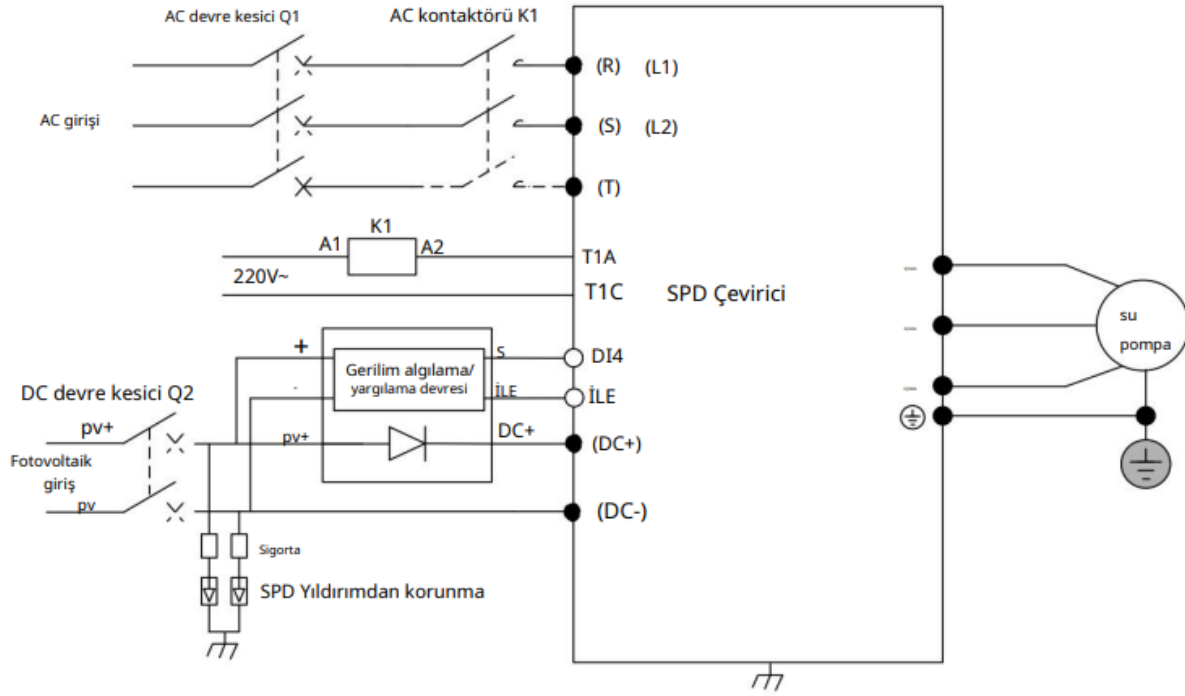 AC devre kesici Q1
AC kontaktörü K1
(R) (L1)
AC girişi
(S) (L2)
(T)
K1
A1
A2
T1A
220V~
T1C
SPD Çevirici
su
pompa
+
-
Gerilim algılama/
yargılama devresi
S
DI4
İLE
İLE
DC devre kesici Q2
pv+
pv+
DC+
(DC+)
Fotovoltaik
giriş
pv
(DC-)
Sigorta
SPD Yıldırımdan korunma